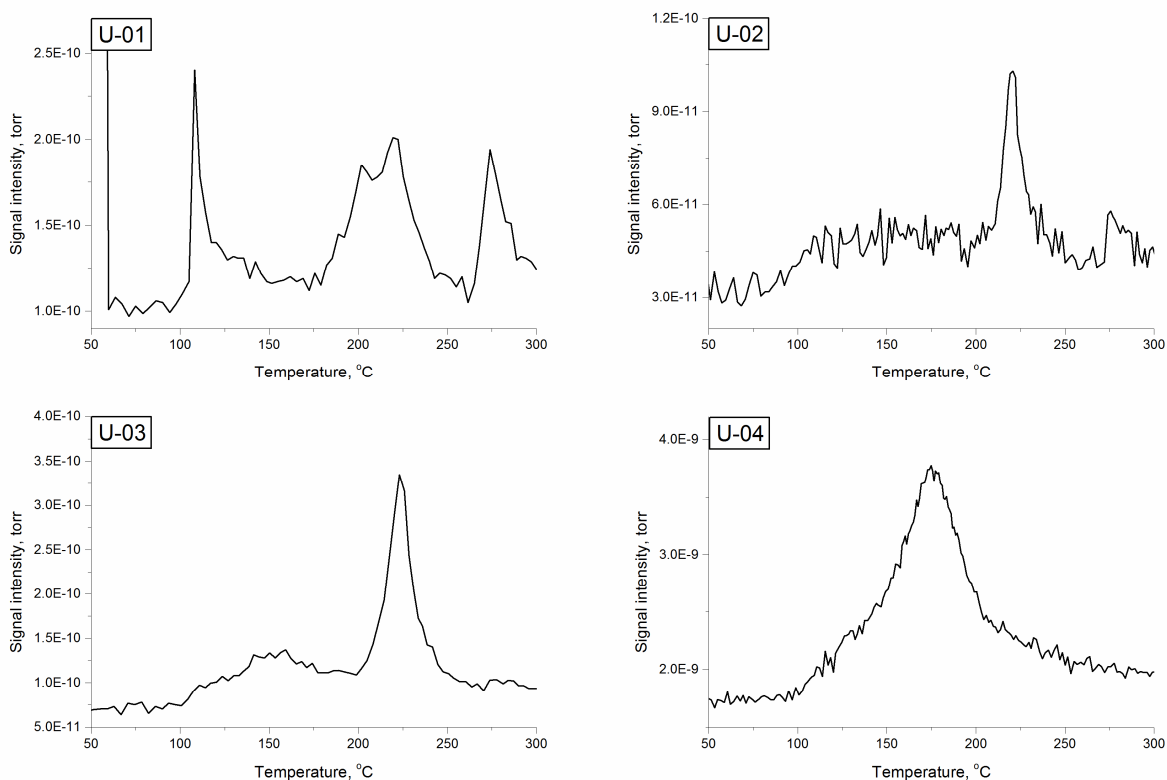 U-01
2.5E-10
2.0E-10
1.5E-10
1.0E-10
Signal intensity, torr
50 100 150 200 250 300
Temperature, °C
U-02
1.2E-10
9.0E-11
6.0E-11
3.0E-11
Signal intensity, torr
50 100 150 200 250 300
Temperature, °C
U-03
4.0E-10
3.5E-10
3.0E-10
2.5E-10
2.0E-10
1.5E-10
1.0E-10
5.0E-11
Signal intensity, torr
50 100 150 200 250 300
Temperature, °C
U-04
4.0E-9
3.0E-9
2.0E-9
Signal intensity, torr
50 100 150 200 250 300
Temperature, °C